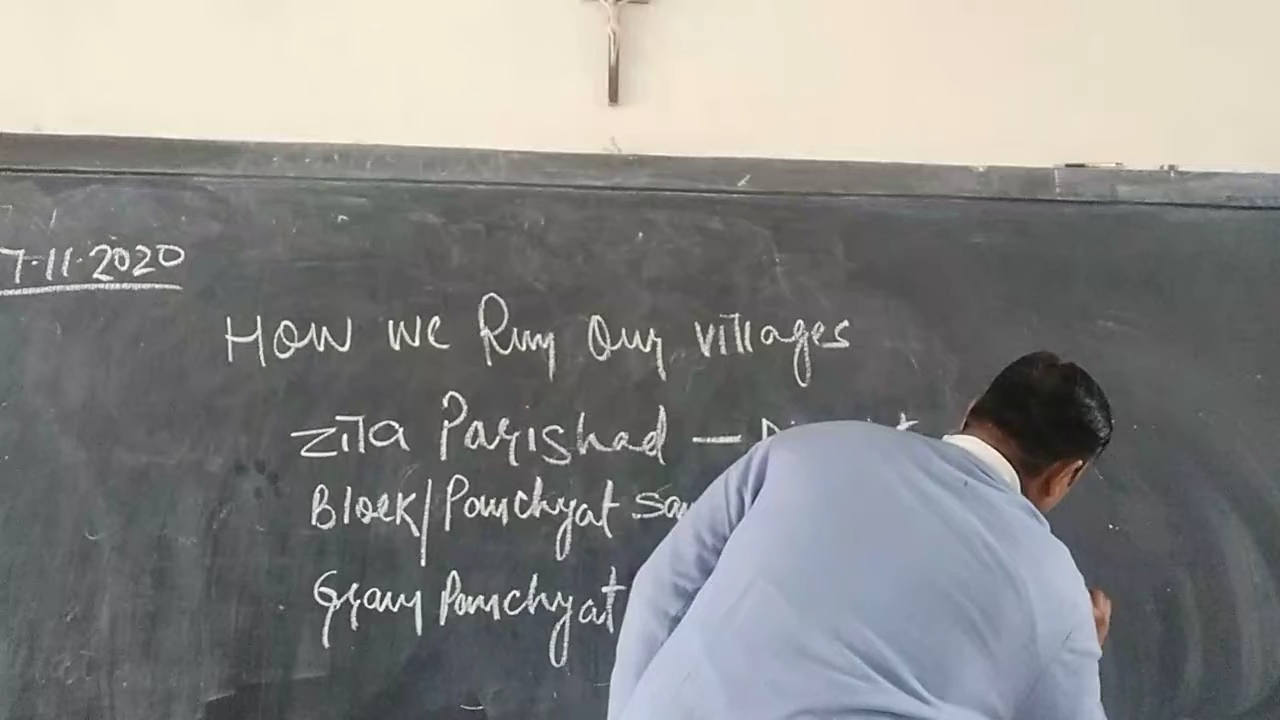 7.11.2020
How we Run Our villages
Zila Parishad —
Block/Panchyat
Gram Panchyat